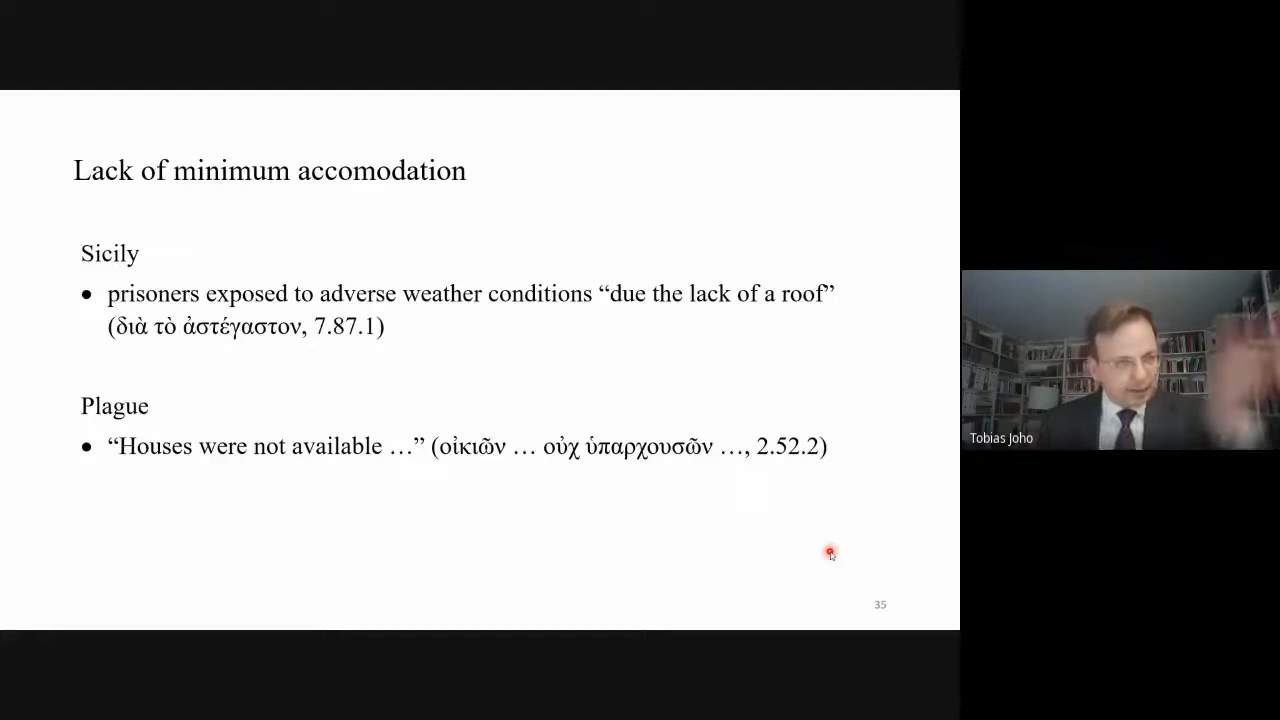 Lack of minimum accomodation
Sicily
• prisoners exposed to adverse weather conditions “due the lack of a roof”
(διὰ τὸ ἀστέγαστον, 7.87.1)
Plague
• “Houses were not available …” (οἰκιῶν … οὐχ ὑπαρχουσῶν …, 2.52.2)
35
Tobias Joho